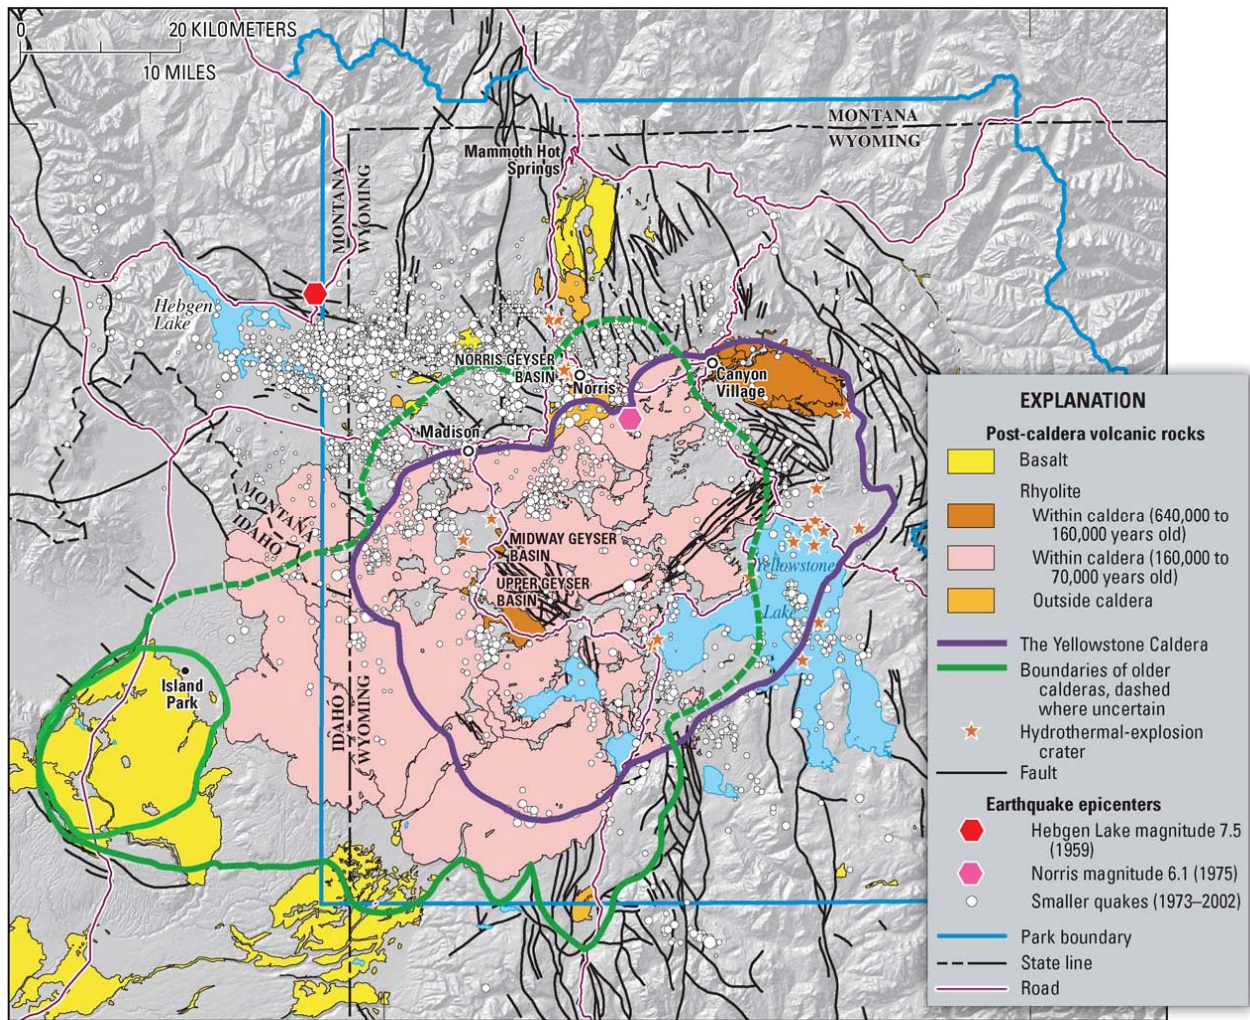 0
20 KILOMETERS
10 MILES
MONTANA
WYOMING
Mammoth Hot
Springs
MONTANA
WYOMING
Hebgen
Lake
NORRIS GEYSER
BASIN
Norris
Canyon
Village
Madison
MONTANA
IDAHO
MIDWAY GEYSER
BASIN
Yellowstone
Lake
UPPER GEYSER
BASIN
Island
Park
IDAHO
WYOMING
EXPLANATION
Post-caldera volcanic rocks
Basalt
Rhyolite
Within caldera (640,000 to
160,000 years old)
Within caldera (160,000 to
70,000 years old)
Outside caldera
The Yellowstone Caldera
Boundaries of older
calderas, dashed
where uncertain
Hydrothermal-explosion
crater
Fault
Earthquake epicenters
Hebgen Lake magnitude 7.5
(1959)
Norris magnitude 6.1 (1975)
Smaller quakes (1973–2002)
Park boundary
State line
Road